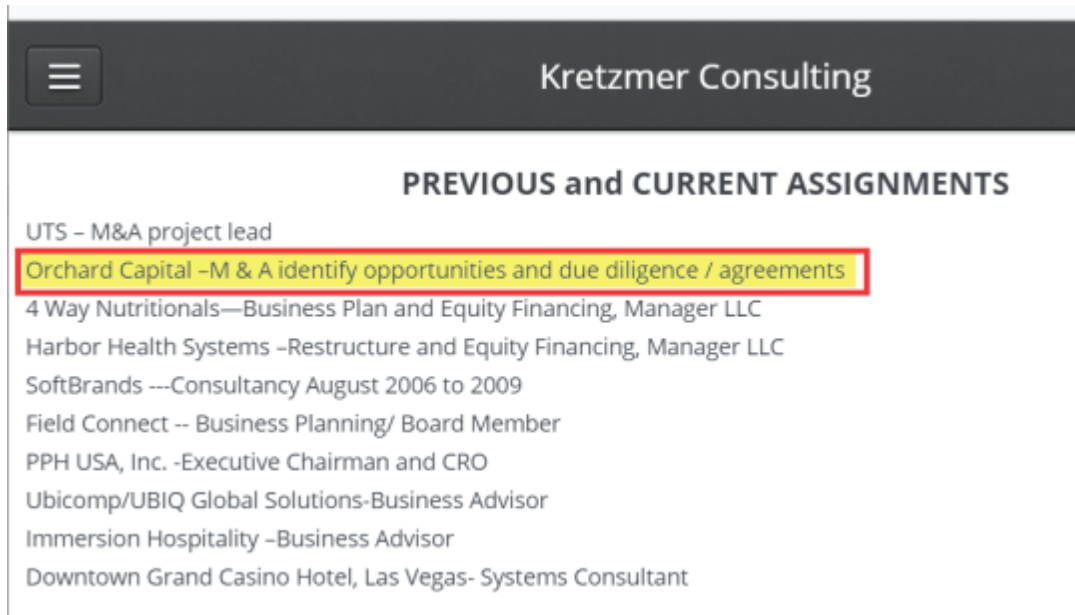 Kretzmer Consulting
PREVIOUS and CURRENT ASSIGNMENTS
UTS – M&A project lead
Orchard Capital –M & A identify opportunities and due diligence / agreements
4 Way Nutritionals—Business Plan and Equity Financing, Manager LLC
Harbor Health Systems –Restructure and Equity Financing, Manager LLC
SoftBrands ---Consultancy August 2006 to 2009
Field Connect -- Business Planning/ Board Member
PPH USA, Inc. -Executive Chairman and CRO
Ubicomp/UBIQ Global Solutions-Business Advisor
Immersion Hospitality –Business Advisor
Downtown Grand Casino Hotel, Las Vegas- Systems Consultant